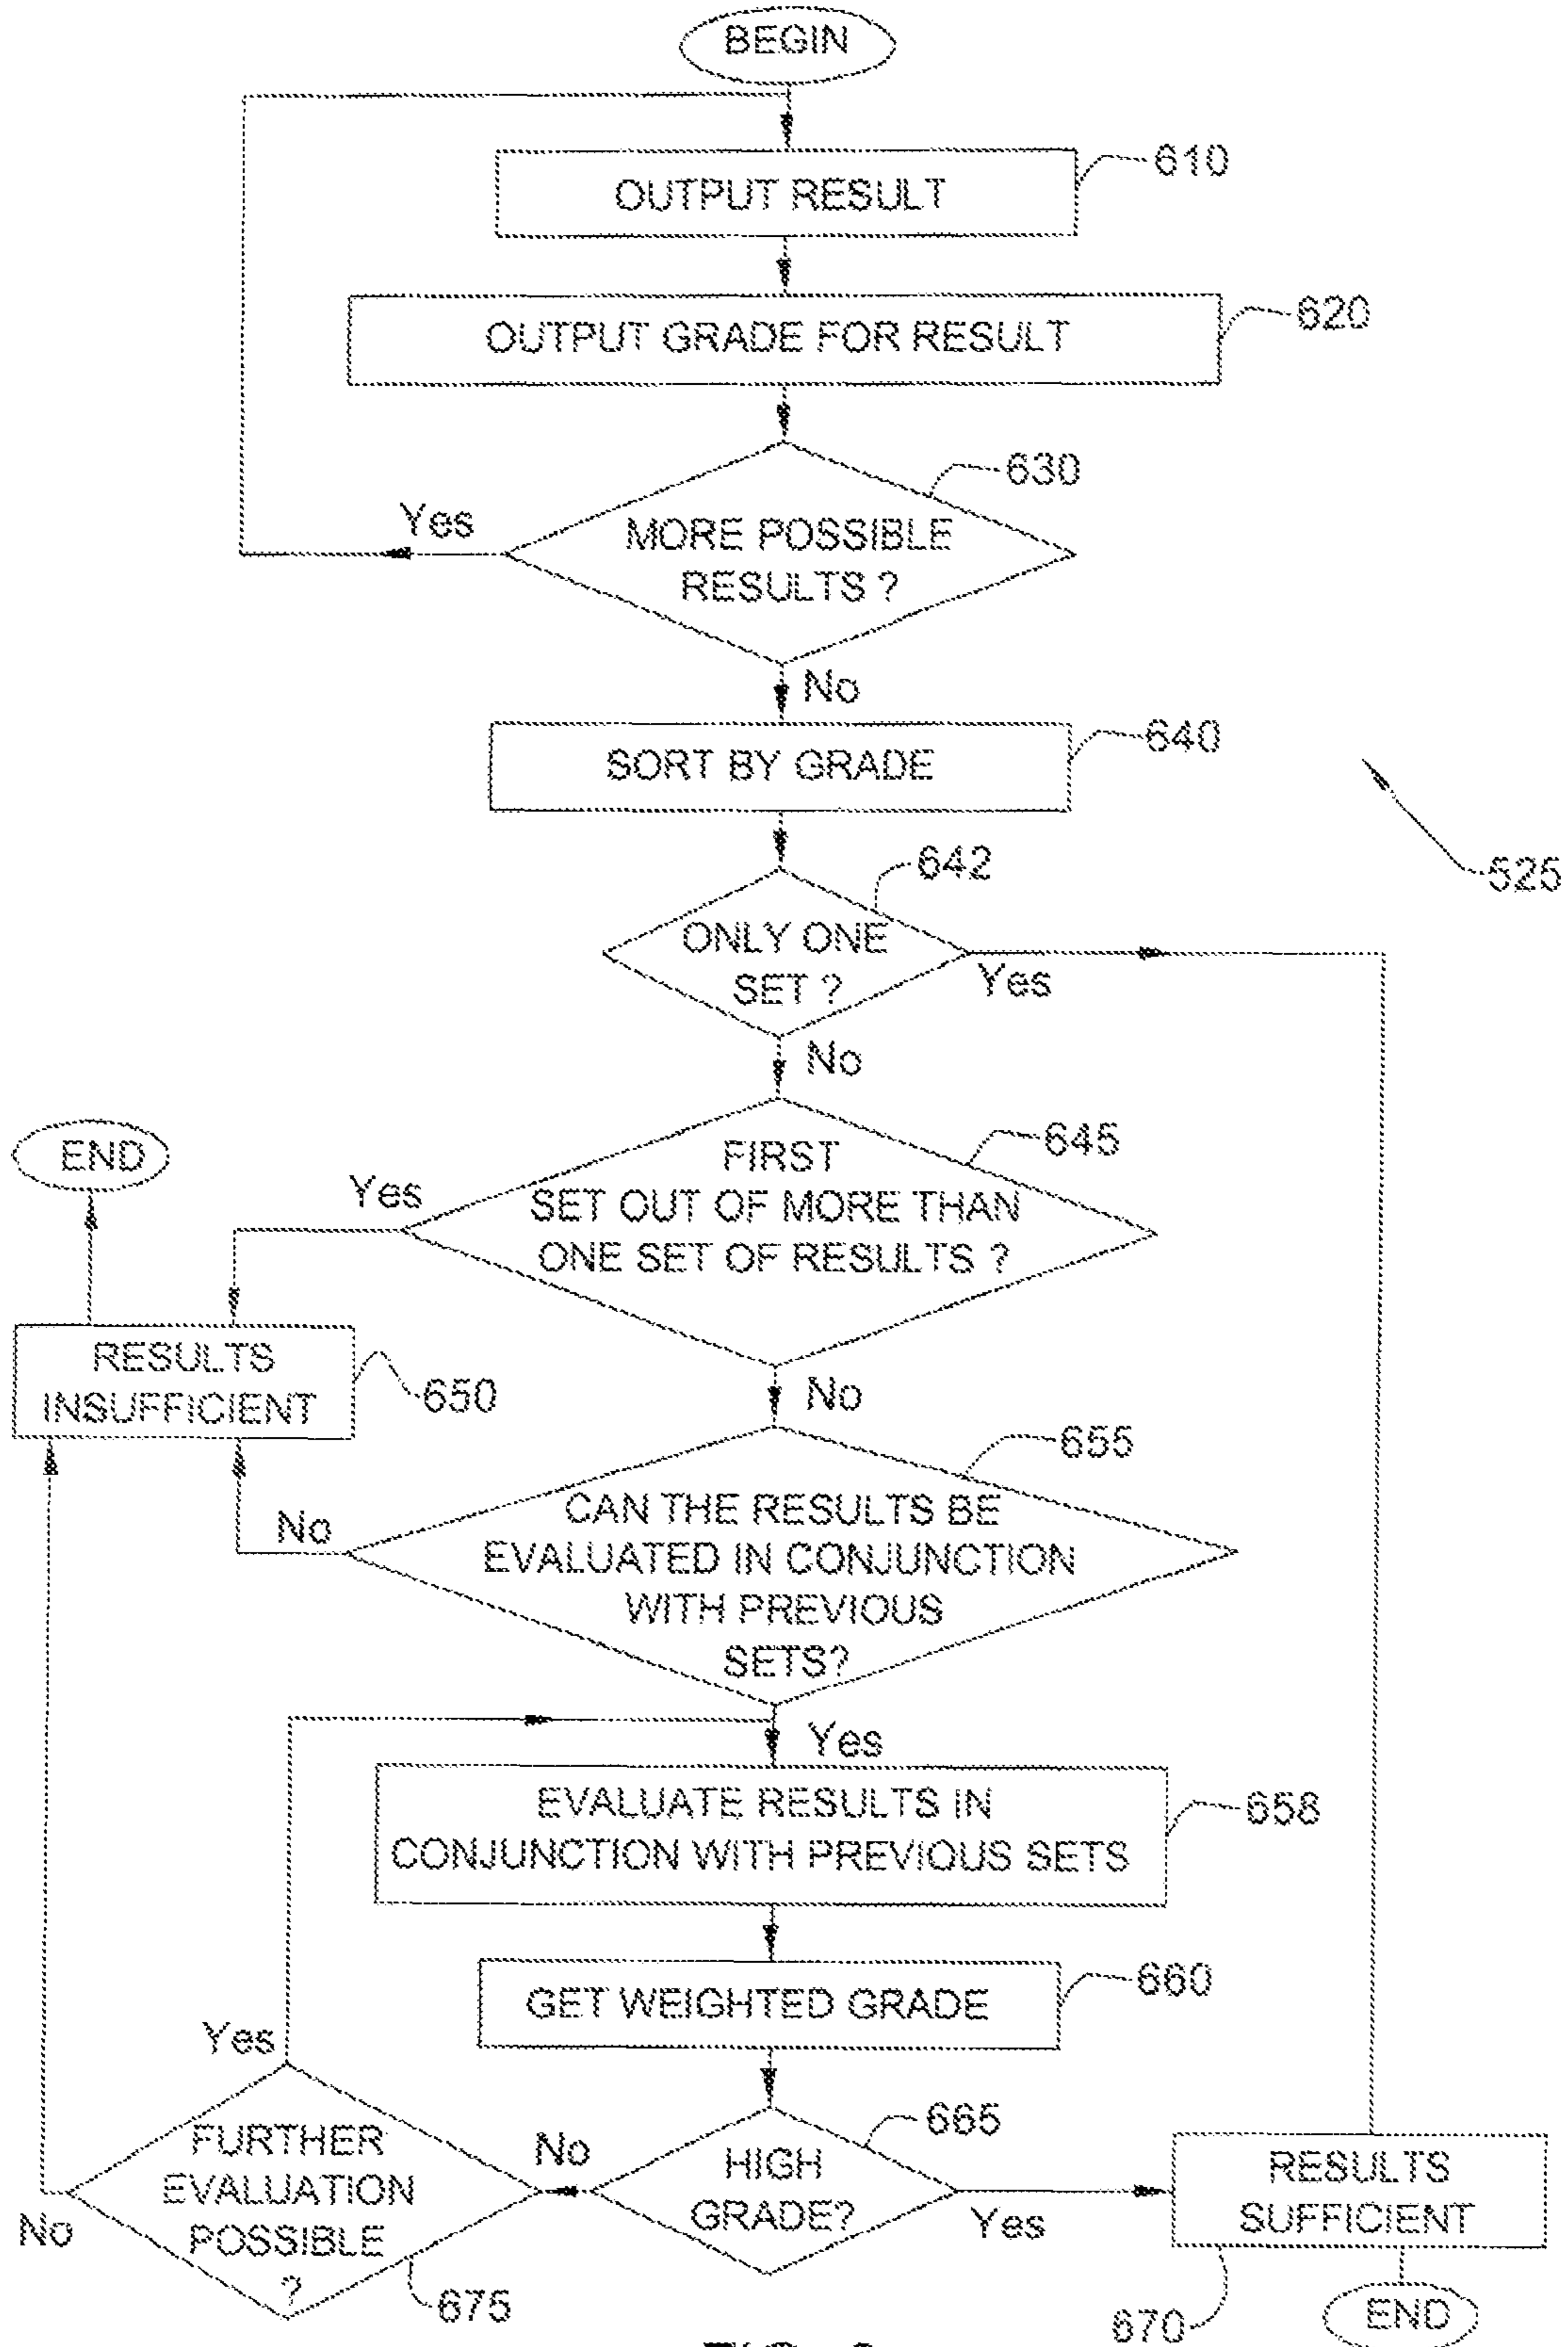 BEGIN
OUTPUT RESULT
610
OUTPUT GRADE FOR RESULT
620
630
MORE POSSIBLE
RESULTS ?
Yes
No
SORT BY GRADE
640
525
642
ONLY ONE
SET ?
Yes
No
645
FIRST
SET OUT OF MORE THAN
ONE SET OF RESULTS ?
Yes
END
RESULTS
INSUFFICIENT
650
No
655
CAN THE RESULTS BE
EVALUATED IN CONJUNCTION
WITH PREVIOUS
SETS?
No
Yes
EVALUATE RESULTS IN
CONJUNCTION WITH PREVIOUS SETS
658
GET WEIGHTED GRADE
660
665
HIGH
GRADE?
No
Yes
Yes
FURTHER
EVALUATION
POSSIBLE
?
No
675
RESULTS
SUFFICIENT
670
END